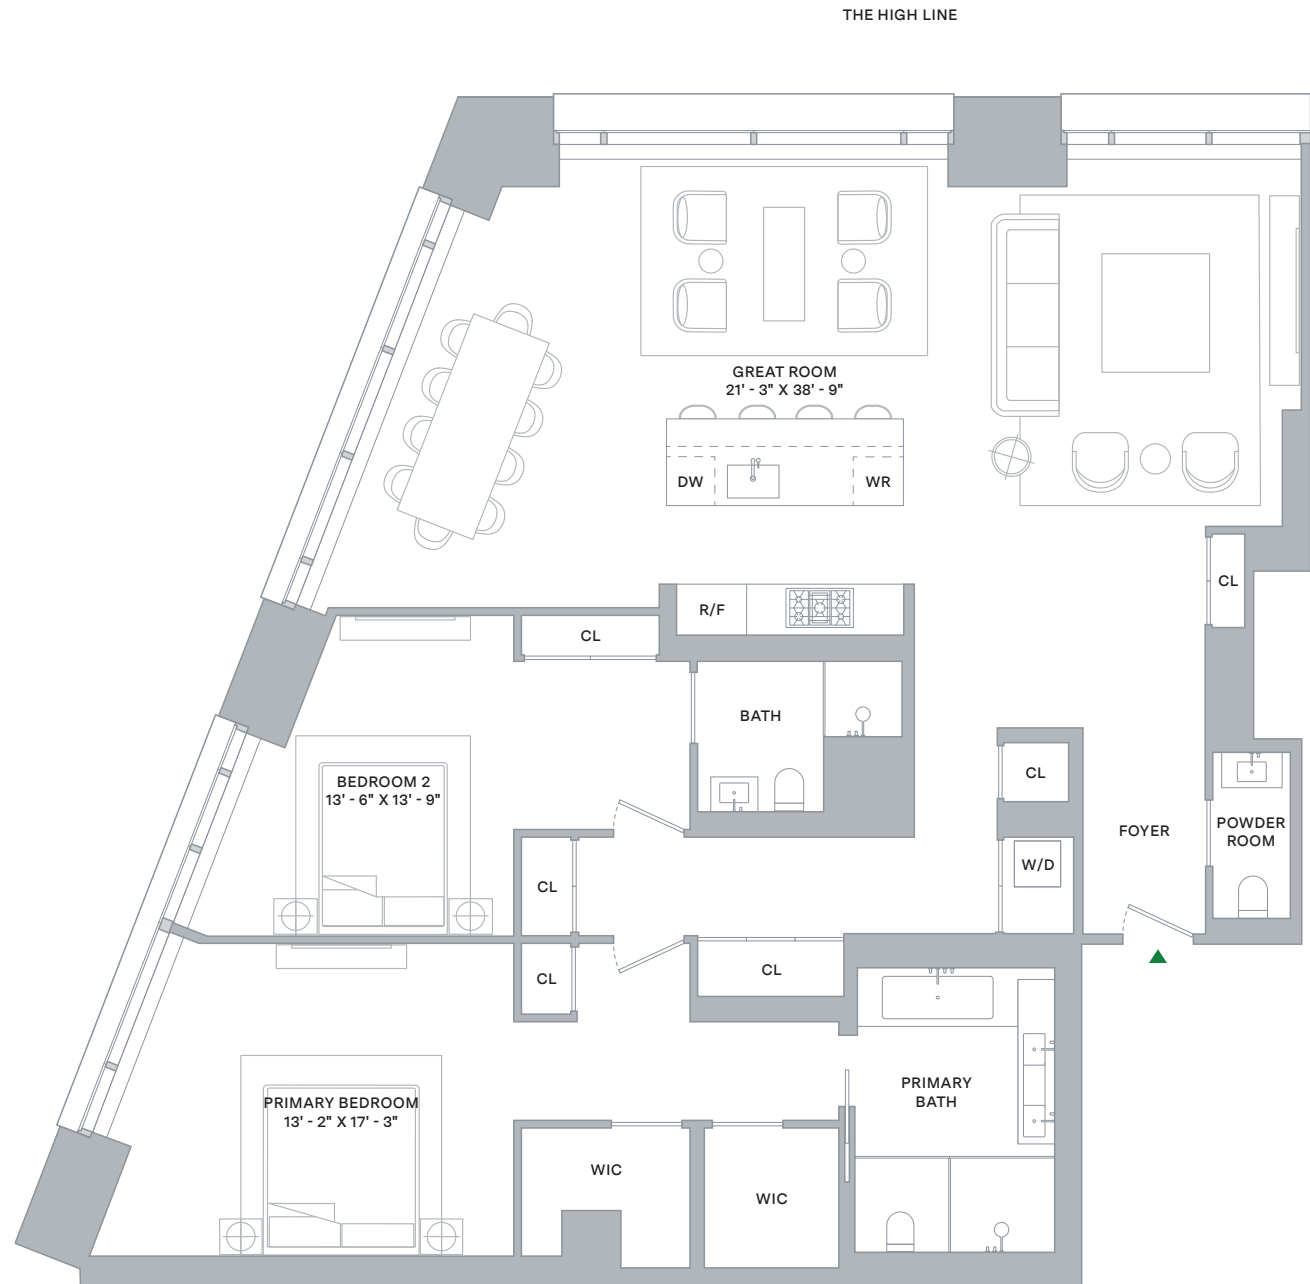 THE HIGH LINE
GREAT ROOM
21' - 3" X 38' - 9"
DW
WR
CL
R/F
CL
BATH
CL
BEDROOM 2
13' - 6" X 13' - 9"
FOYER
POWDER
ROOM
W/D
CL
CL
CL
PRIMARY
BATH
PRIMARY BEDROOM
13' - 2" X 17' - 3"
WIC
WIC